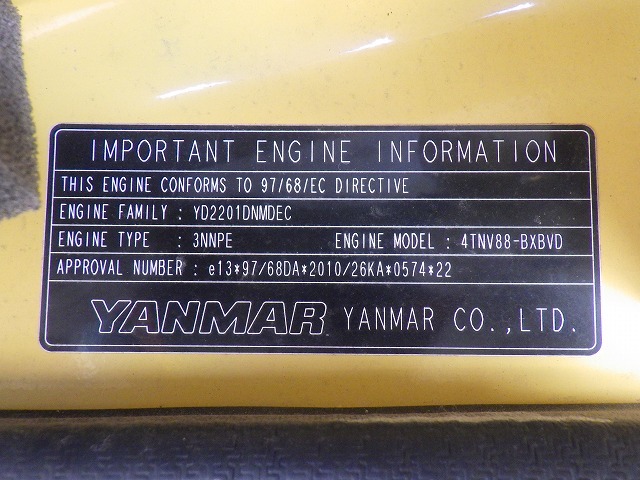 IMPORTANT ENGINE INFORMATION
THIS ENGINE CONFORMS TO 97/68/EC DIRECTIVE
ENGINE FAMILY : YD2201DNMDEC
ENGINE TYPE : 3NNPE ENGINE MODEL : 4TNV88-BXBVD
APPROVAL NUMBER : e13*97/68DA*2010/26KA*0574*22
YANMAR YANMAR CO.,LTD.